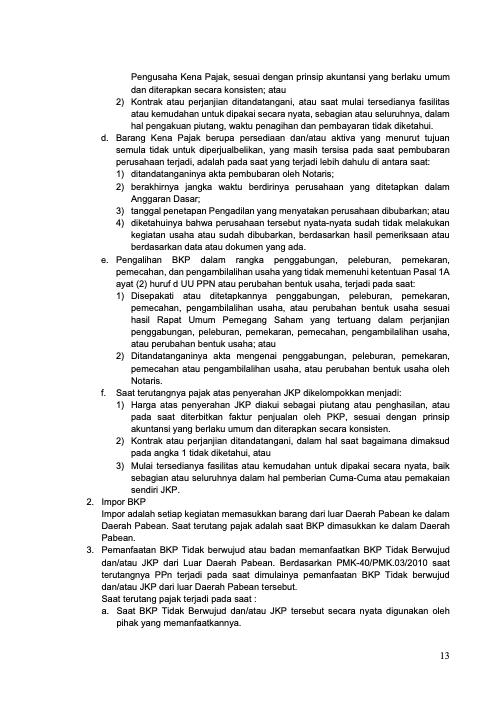 Pengusaha Kena Pajak, sesuai dengan prinsip akuntansi yang berlaku umum
dan diterapkan secara konsisten; atau
2) Kontrak atau perjanjian ditandatangani, atau saat mulai tersedianya fasilitas
atau kemudahan untuk dipakai secara nyata, sebagian atau seluruhnya, dalam
hal pengakuan piutang, waktu penagihan dan pembayaran tidak diketahui.
d. Barang Kena Pajak berupa persediaan dan/atau aktiva yang menurut tujuan
semula tidak untuk diperjualbelikan, yang masih tersisa pada saat pembubaran
perusahaan terjadi, adalah pada saat yang terjadi lebih dahulu di antara saat:
1) ditandatanganinya akta pembubaran oleh Notaris;
2) berakhirnya jangka waktu berdirinya perusahaan yang ditetapkan dalam
Anggaran Dasar;
3) tanggal penetapan Pengadilan yang menyatakan perusahaan dibubarkan; atau
4) diketahuinya bahwa perusahaan tersebut nyata-nyata sudah tidak melakukan
kegiatan usaha atau sudah dibubarkan, berdasarkan hasil pemeriksaan atau
berdasarkan data atau dokumen yang ada.
e. Pengalihan BKP dalam rangka penggabungan, peleburan, pemekaran,
pemecahan, dan pengambilalihan usaha yang tidak memenuhi ketentuan Pasal 1A
ayat (2) huruf d UU PPN atau perubahan bentuk usaha, terjadi pada saat:
1) Disepakati atau ditetapkannya penggabungan, peleburan, pemekaran,
pemecahan, pengambilalihan usaha, atau perubahan bentuk usaha sesuai
hasil Rapat Umum Pemegang Saham yang tertuang dalam perjanjian
penggabungan, peleburan, pemekaran, pemecahan, pengambilalihan usaha,
atau perubahan bentuk usaha; atau
2) Ditandatanganinya akta mengenai penggabungan, peleburan, pemekaran,
pemecahan atau pengambilalihan usaha, atau perubahan bentuk usaha oleh
Notaris.
f. Saat terutangnya pajak atas penyerahan JKP dikelompokkan menjadi:
1) Harga atas penyerahan JKP diakui sebagai piutang atau penghasilan, atau
pada saat diterbitkan faktur penjualan oleh PKP, sesuai dengan prinsip
akuntansi yang berlaku umum dan diterapkan secara konsisten.
2) Kontrak atau perjanjian ditandatangani, dalam hal saat bagaimana dimaksud
pada angka 1 tidak diketahui, atau
3) Mulai tersedianya fasilitas atau kemudahan untuk dipakai secara nyata, baik
sebagian atau seluruhnya dalam hal pemberian Cuma-Cuma atau pemakaian
sendiri JKP.
2. Impor BKP
Impor adalah setiap kegiatan memasukkan barang dari luar Daerah Pabean ke dalam
Daerah Pabean. Saat terutang pajak adalah saat BKP dimasukkan ke dalam Daerah
Pabean.
3. Pemanfaatan BKP Tidak berwujud atau badan memanfaatkan BKP Tidak Berwujud
dan/atau JKP dari Luar Daerah Pabean. Berdasarkan PMK-40/PMK.03/2010 saat
terutangnya PPn terjadi pada saat dimulainya pemanfaatan BKP Tidak berwujud
dan/atau JKP dari luar Daerah Pabean tersebut.
Saat terutang pajak terjadi pada saat :
a. Saat BKP Tidak Berwujud dan/atau JKP tersebut secara nyata digunakan oleh
pihak yang memanfaatkannya.
13